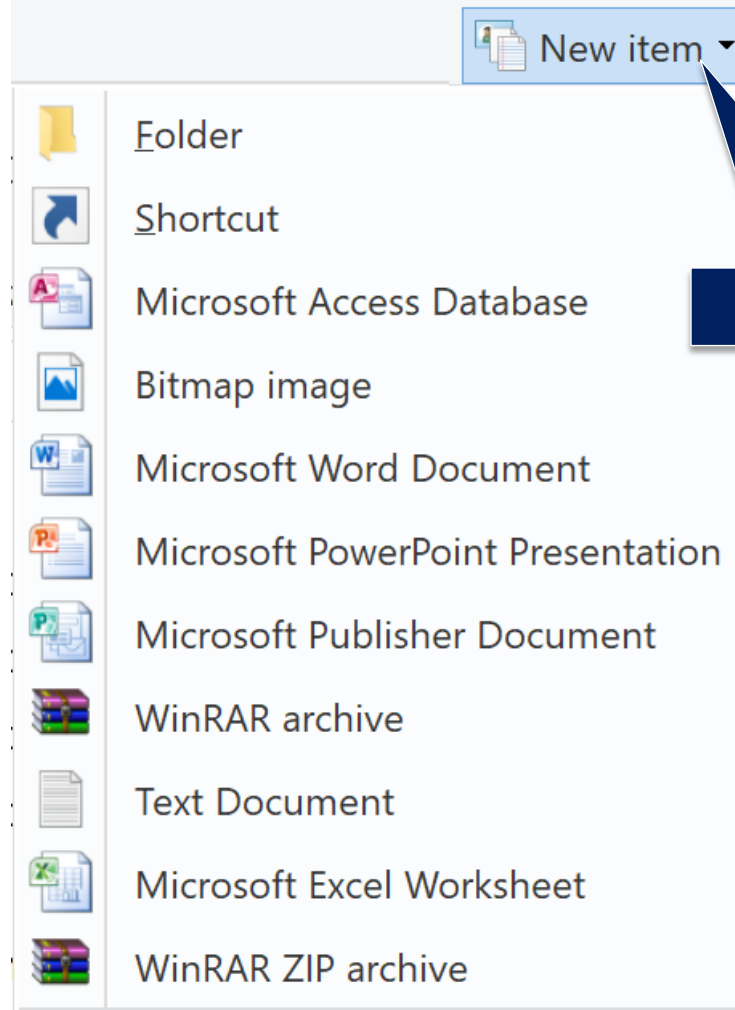 New item
Folder
Shortcut
Microsoft Access Database
Bitmap image
Microsoft Word Document
Microsoft PowerPoint Presentation
Microsoft Publisher Document
WinRAR archive
Text Document
Microsoft Excel Worksheet
WinRAR ZIP archive